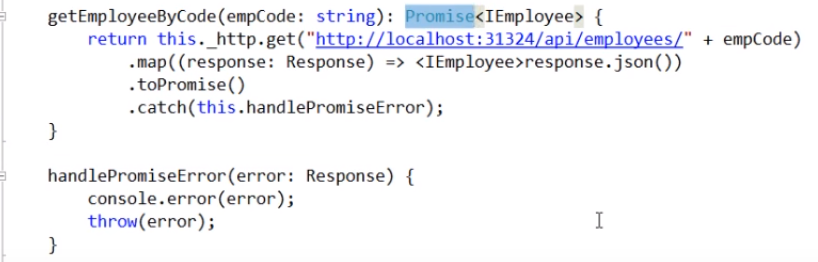 getEmployeeByCode(empCode: string): Promise<IEmployee> {
    return this._http.get("http://localhost:31324/api/employees/" + empCode)
        .map((response: Response) => <IEmployee>response.json())
        .toPromise()
        .catch(this.handlePromiseError);
}
handlePromiseError(error: Response) {
    console.error(error);
    throw(error);
}